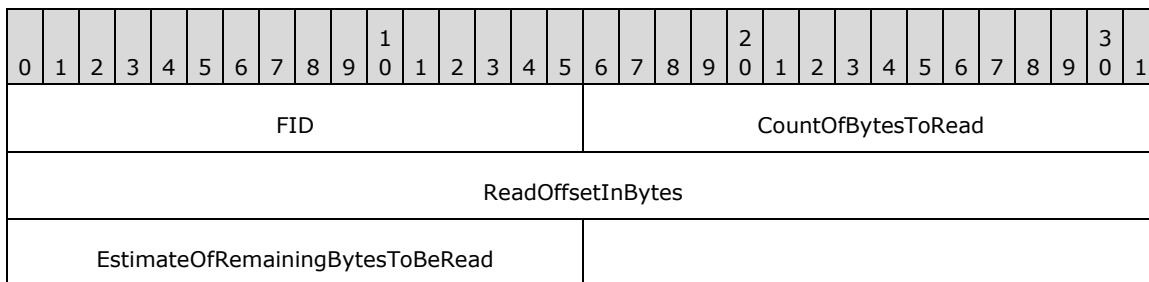 1 2 3
0 1 2 3 4 5 6 7 8 9 0 1 2 3 4 5 6 7 8 9 0 1 2 3 4 5 6 7 8 9 0 1
FID CountOfBytesToRead
ReadOffsetInBytes
EstimateOfRemainingBytesToBeRead